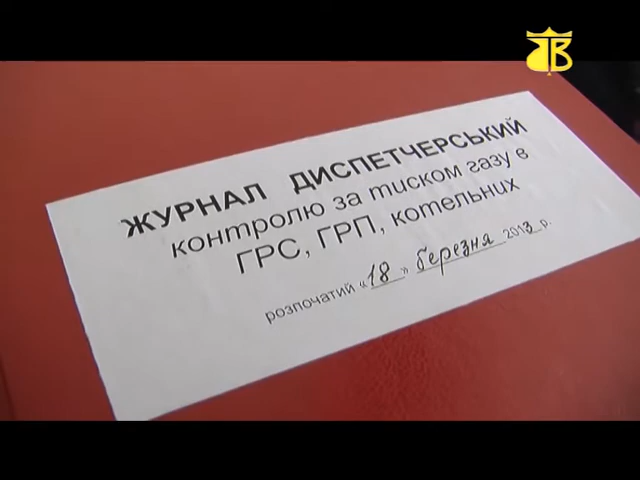 ЖУРНАЛ ДИСПЕТЧЕРСЬКИЙ
контролю за тиском газу в
ГРС, ГРП, котельних
розпочатий «18» березня 2013 р.